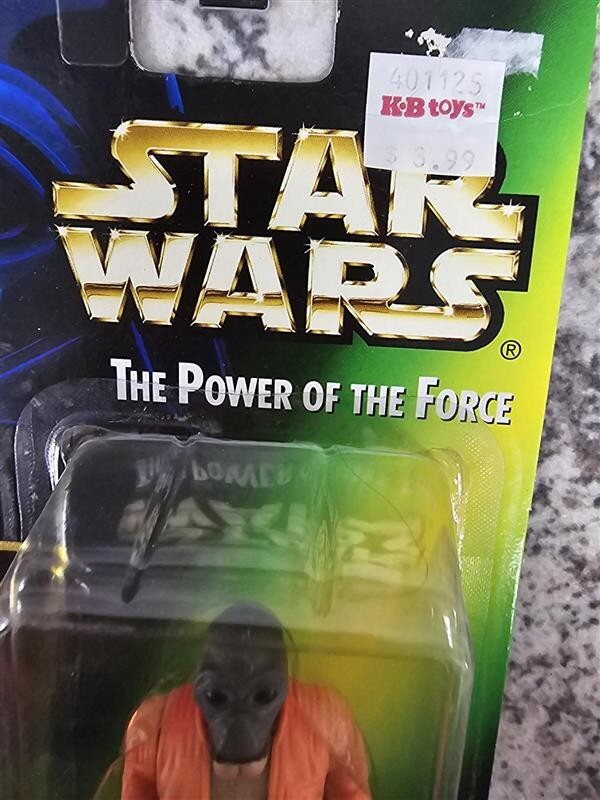 401125
K·B toys™
$3.99
STAR
WARS®
THE POWER OF THE FORCE